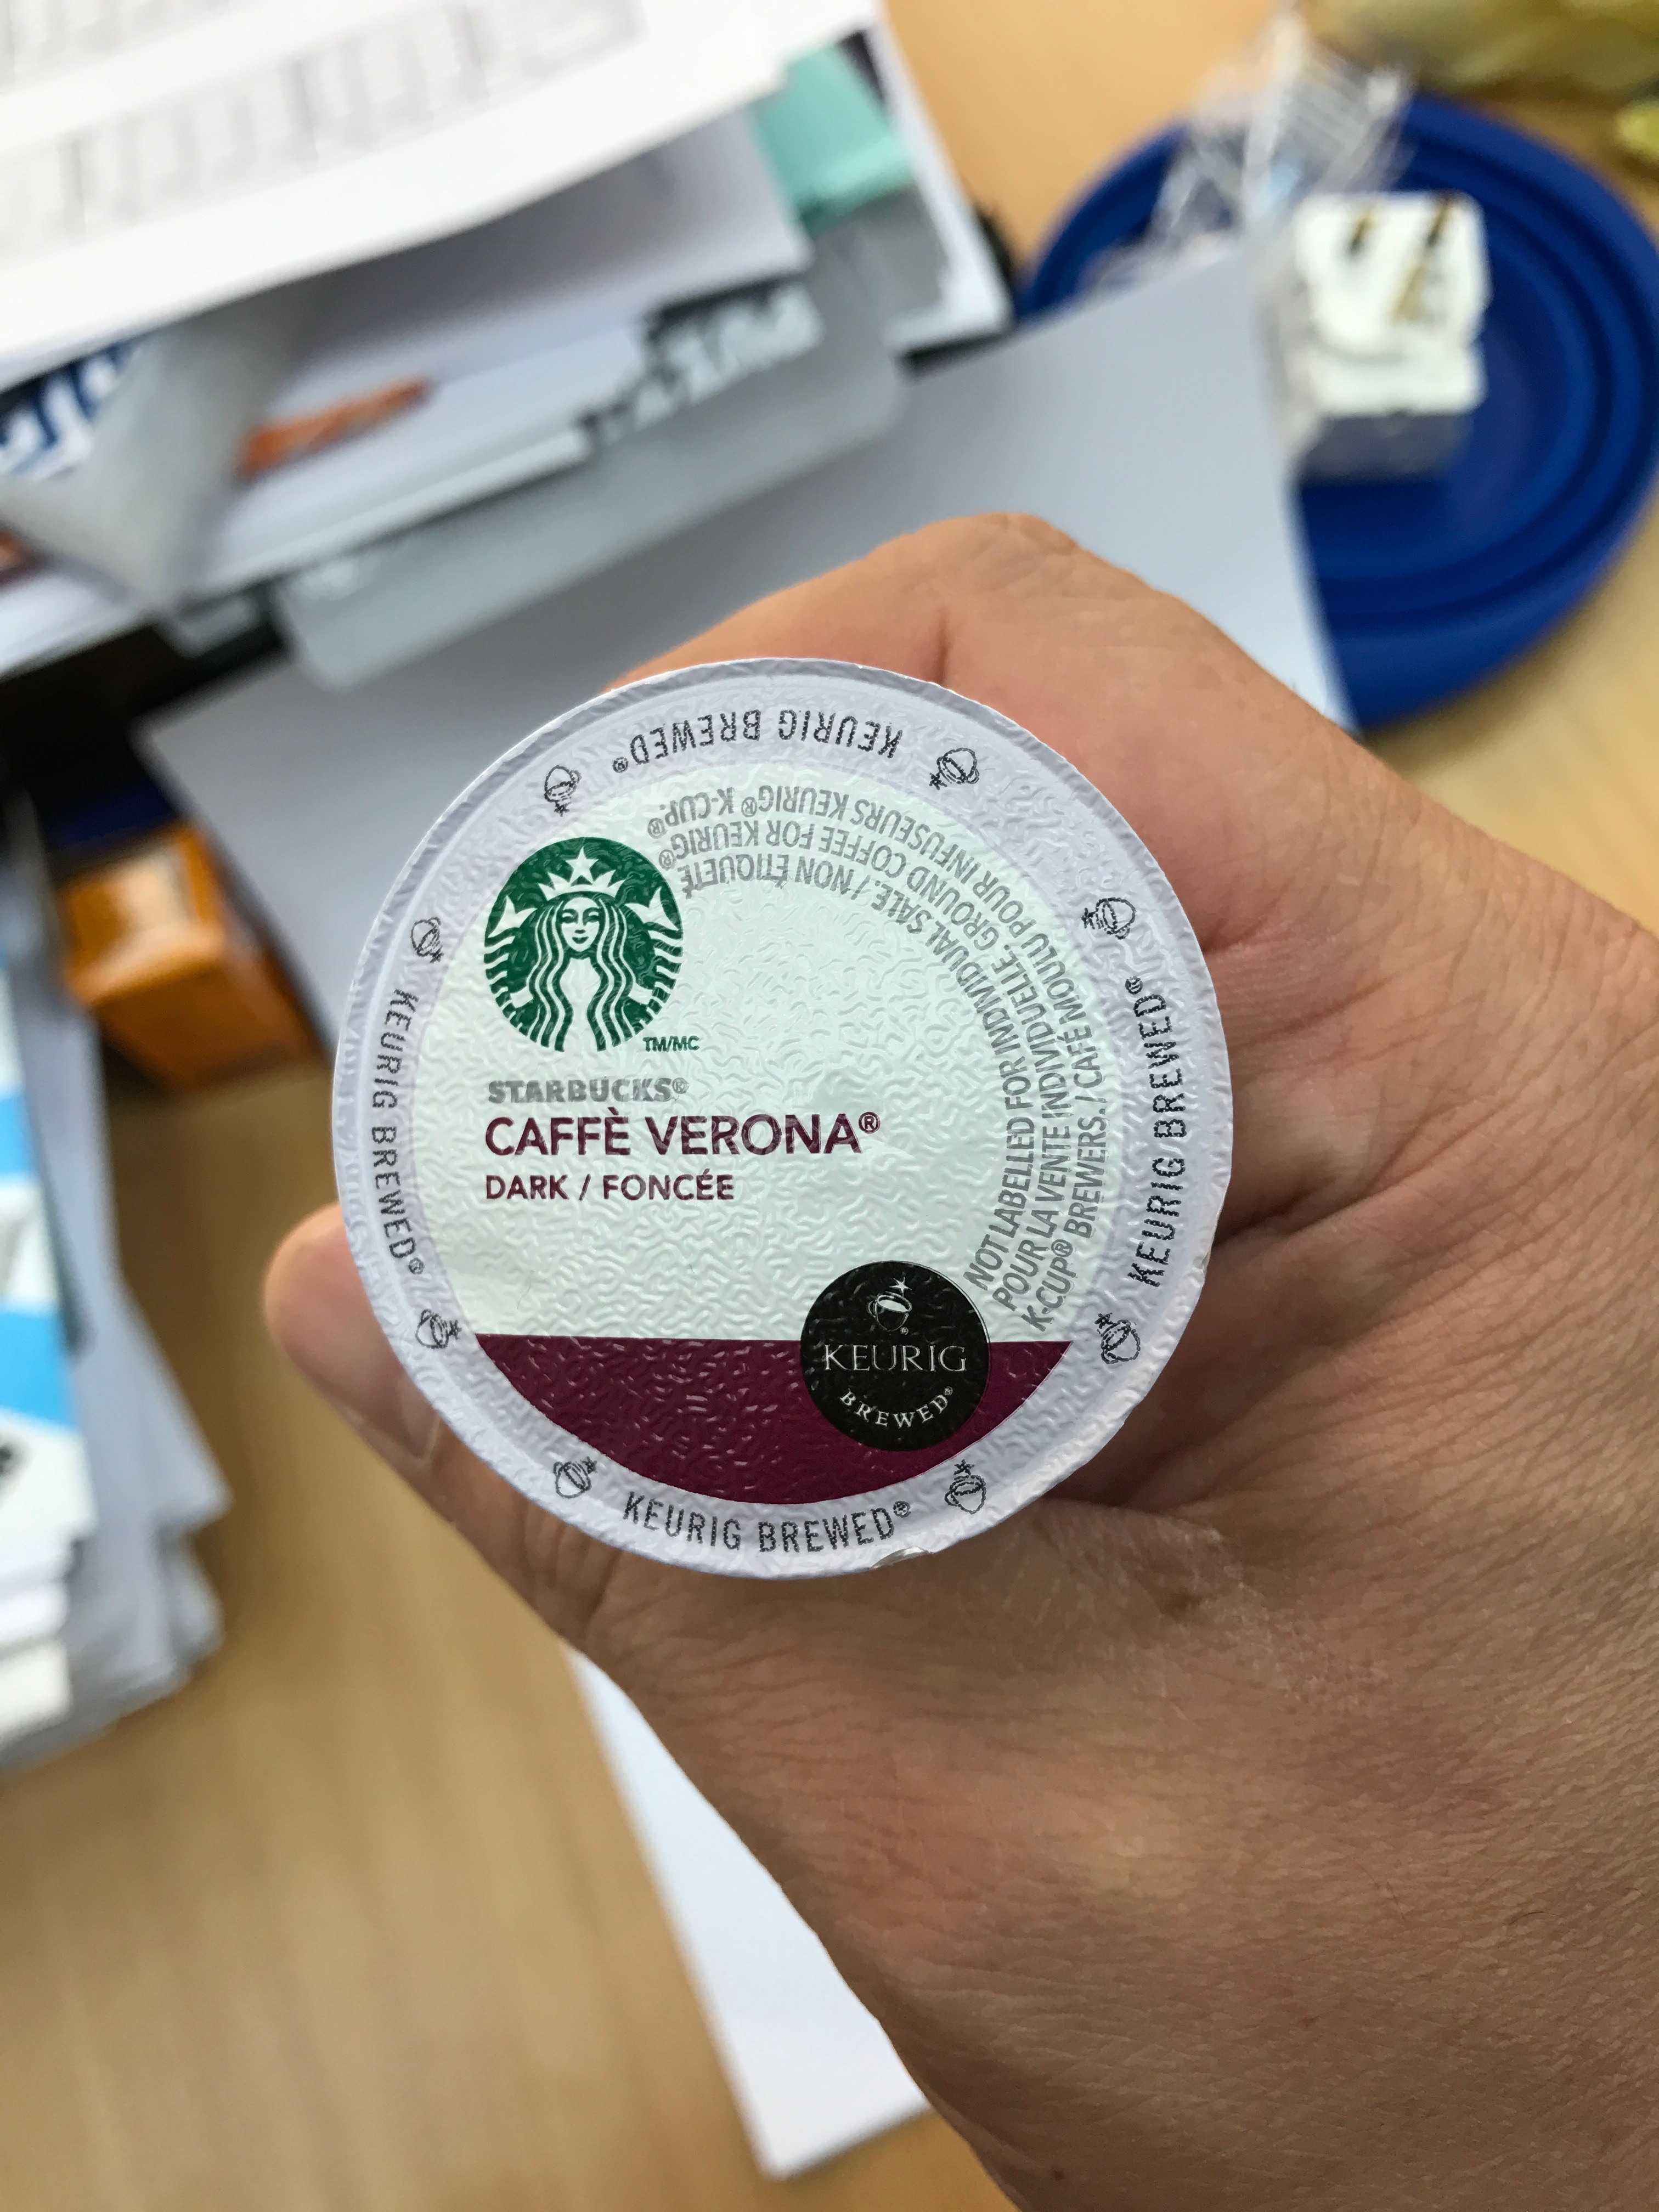 TM/MC
STARBUCKS®
CAFFÈ VERONA®
DARK / FONCÉE
KEURIG
BREWED®
NOT LABELLED FOR INDIVIDUAL SALE. / NON ÉTIQUETÉ
POUR LA VENTE INDIVIDUELLE. GROUND COFFEE FOR KEURIG®
K-CUP® BREWERS. / CAFÉ MOULU POUR INFUSEURS KEURIG® K-CUP®
KEURIG BREWED®
KEURIG BREWED®
KEURIG BREWED®
KEURIG BREWED®